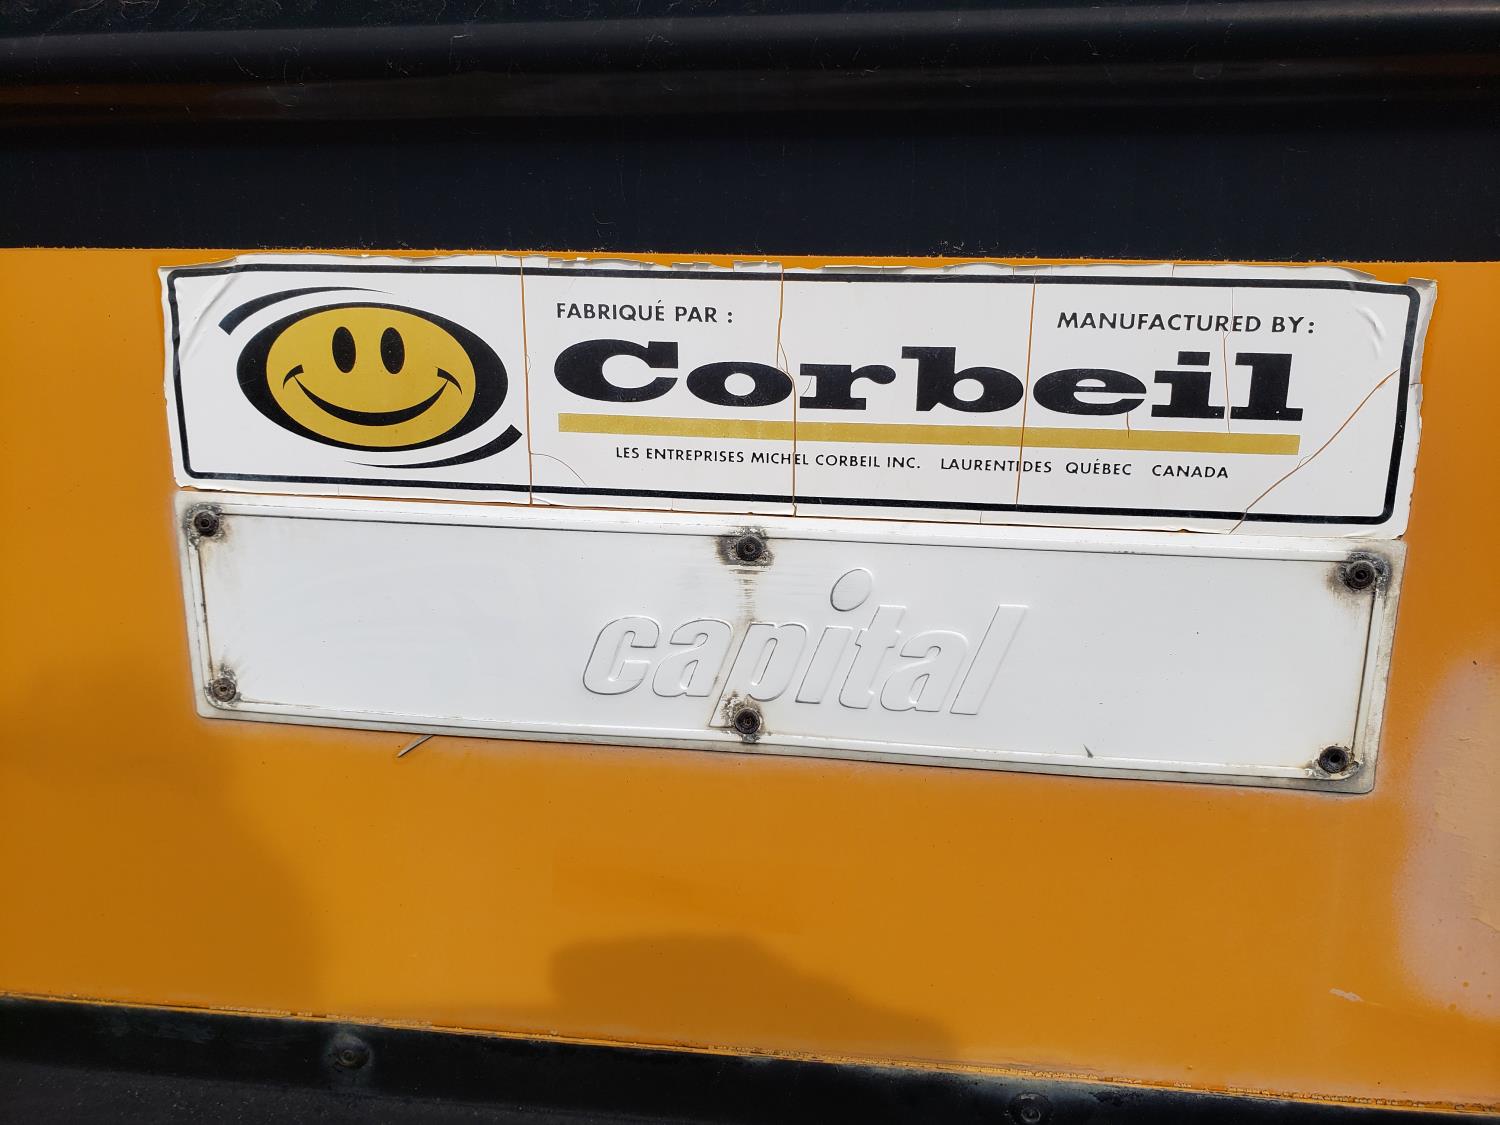 FABRIQUÉ PAR :
MANUFACTURED BY:
Corbeil
LES ENTREPRISES MICHEL CORBEIL INC. LAURENTIDES QUÉBEC CANADA
capital